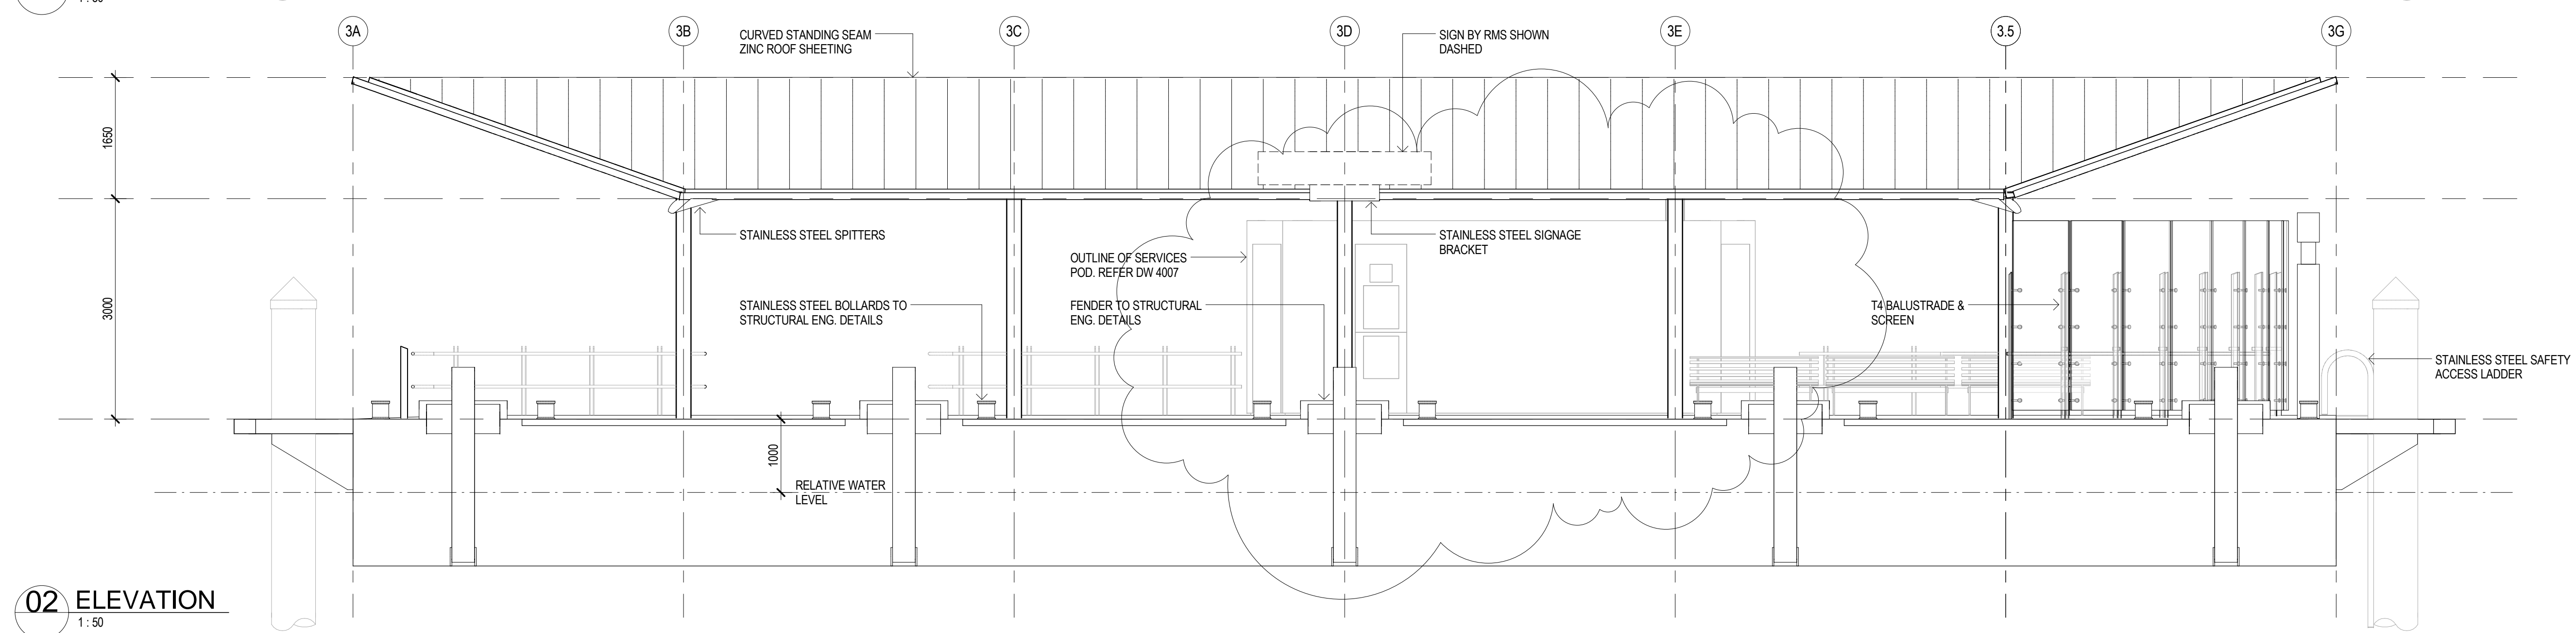 1 : 50
3A
3B
3C
3D
3E
3.5
3G
CURVED STANDING SEAM
ZINC ROOF SHEETING
SIGN BY RMS SHOWN
DASHED
1650
STAINLESS STEEL SPITTERS
STAINLESS STEEL SIGNAGE
BRACKET
OUTLINE OF SERVICES
POD. REFER DW 4007
3000
STAINLESS STEEL BOLLARDS TO
STRUCTURAL ENG. DETAILS
FENDER TO STRUCTURAL
ENG. DETAILS
T4 BALUSTRADE &
SCREEN
STAINLESS STEEL SAFETY
ACCESS LADDER
1000
RELATIVE WATER
LEVEL
02 ELEVATION
1 : 50